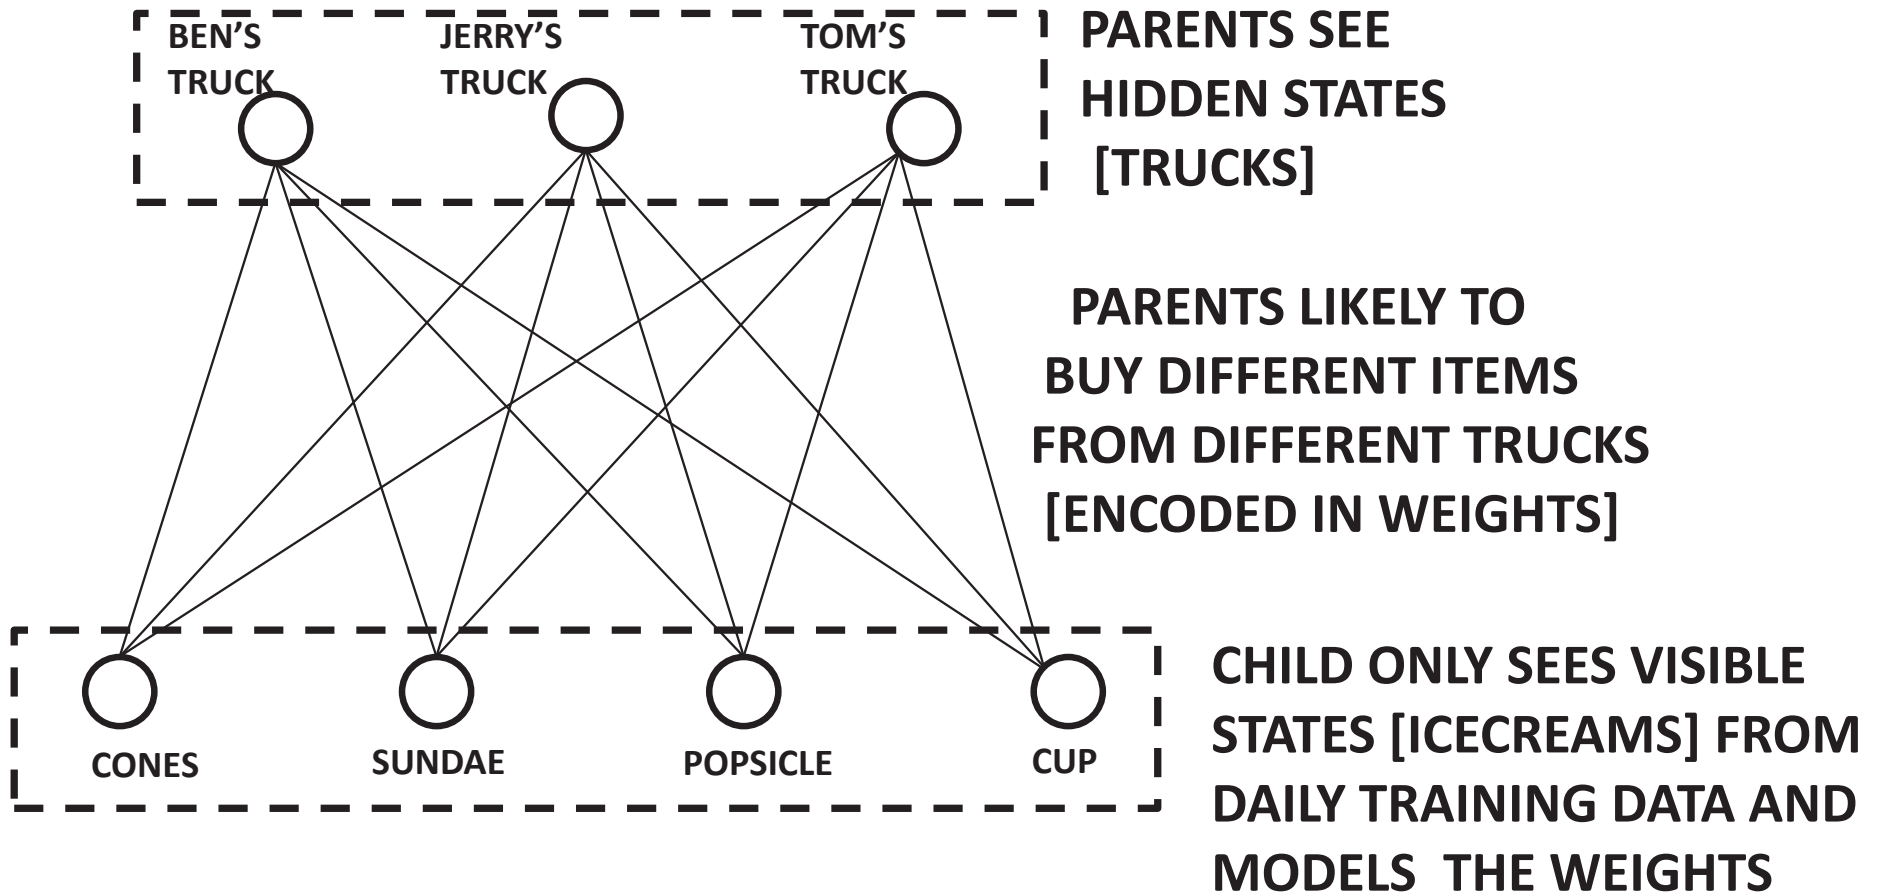 BEN’S
TRUCK
JERRY’S
TRUCK
TOM’S
TRUCK
PARENTS SEE
HIDDEN STATES
[TRUCKS]
PARENTS LIKELY TO
BUY DIFFERENT ITEMS
FROM DIFFERENT TRUCKS
[ENCODED IN WEIGHTS]
CONES
SUNDAE
POPSICLE
CUP
CHILD ONLY SEES VISIBLE
STATES [ICECREAMS] FROM
DAILY TRAINING DATA AND
MODELS THE WEIGHTS